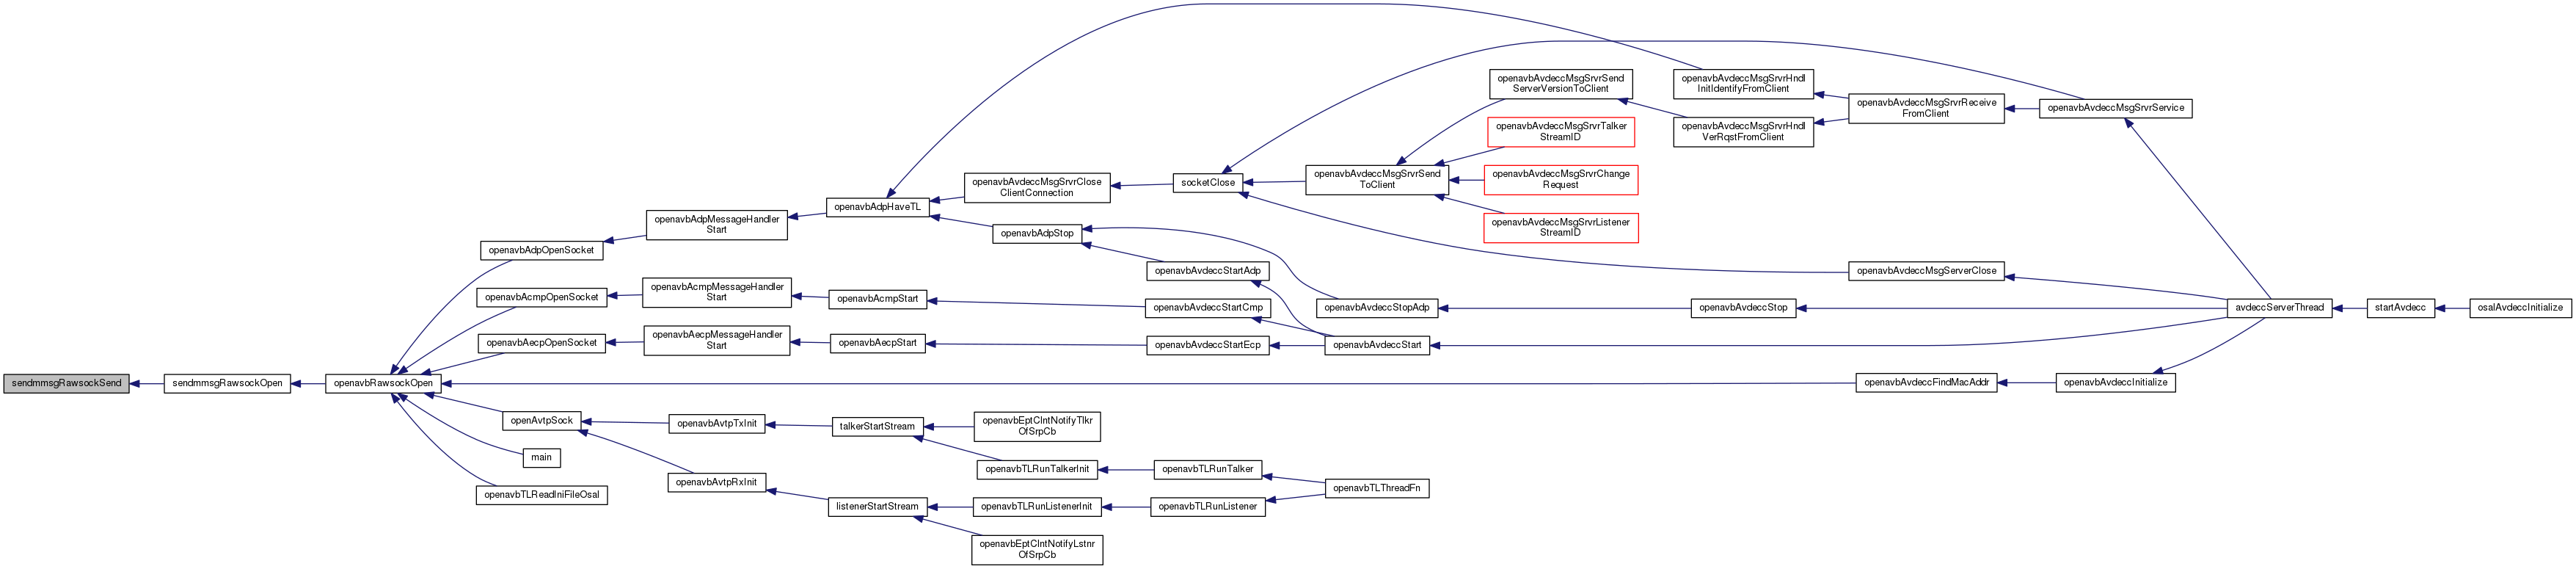 sendmmsgRawsockSend
sendmmsgRawsockOpen
openavbRawsockOpen
openavbAdpOpenSocket
openavbAdpMessageHandler
Start
openavbAdpHaveTL
openavbAvdeccMsgSrvrClose
ClientConnection
openavbAdpStop
socketClose
openavbAvdeccMsgSrvrSend
ToClient
openavbAvdeccMsgSrvrSend
ServerVersionToClient
openavbAvdeccMsgSrvrTalker
StreamID
openavbAvdeccMsgSrvrChange
Request
openavbAvdeccMsgSrvrListener
StreamID
openavbAvdeccMsgSrvrHndl
InitIdentifyFromClient
openavbAvdeccMsgSrvrHndl
VerRqstFromClient
openavbAvdeccMsgSrvrReceive
FromClient
openavbAvdeccMsgSrvrService
openavbAvdeccMsgServerClose
openavbAvdeccStartAdp
openavbAvdeccStopAdp
openavbAvdeccStop
avdeccServerThread
startAvdecc
osalAvdeccInitialize
openavbAcmpOpenSocket
openavbAcmpMessageHandler
Start
openavbAcmpStart
openavbAvdeccStartCmp
openavbAecpOpenSocket
openavbAecpMessageHandler
Start
openavbAecpStart
openavbAvdeccStartEcp
openavbAvdeccStart
openavbAvdeccFindMacAddr
openavbAvdeccInitialize
openAvtpSock
openavbAvtpTxInit
talkerStartStream
openavbEptClntNotifyTlkr
OfSrpCb
openavbTLRunTalkerInit
openavbTLRunTalker
main
openavbTLReadIniFileOsal
openavbAvtpRxInit
listenerStartStream
openavbTLRunListenerInit
openavbTLRunListener
openavbTLThreadFn
openavbEptClntNotifyLstnr
OfSrpCb